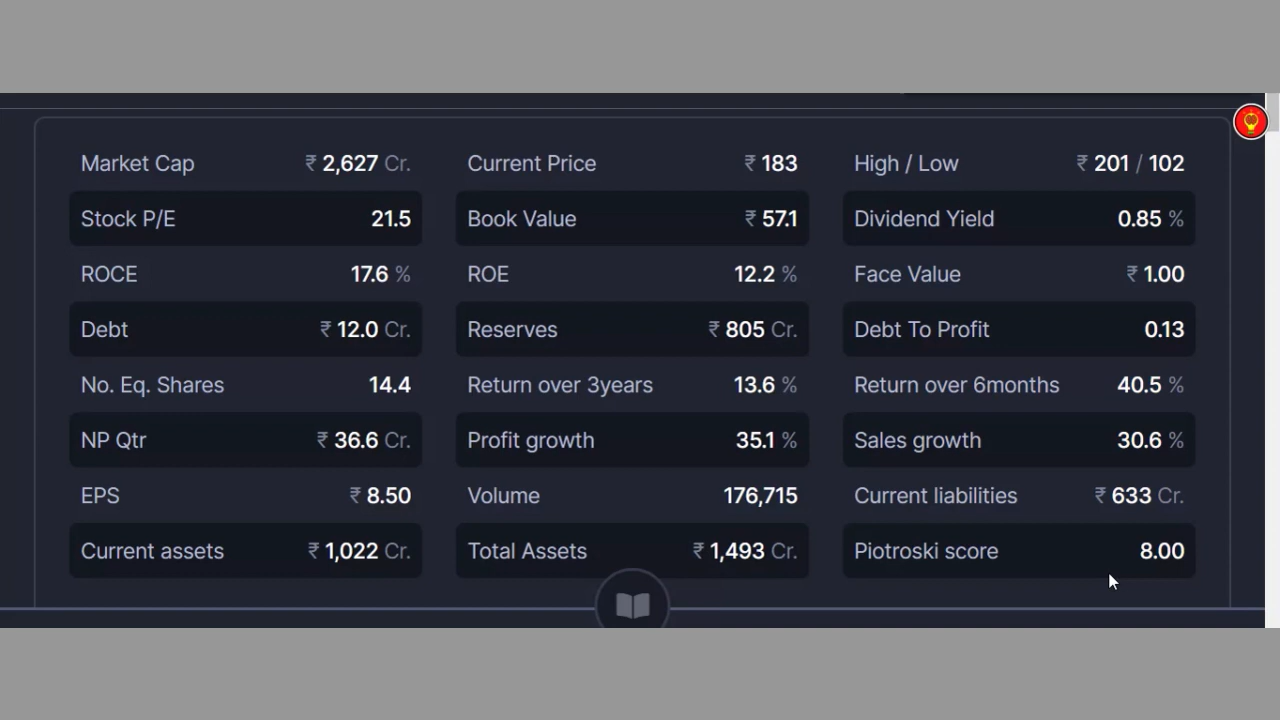 Market Cap ₹ 2,627 Cr. Current Price ₹ 183 High / Low ₹ 201 / 102
Stock P/E 21.5 Book Value ₹ 57.1 Dividend Yield 0.85 %
ROCE 17.6 % ROE 12.2 % Face Value ₹ 1.00
Debt ₹ 12.0 Cr. Reserves ₹ 805 Cr. Debt To Profit 0.13
No. Eq. Shares 14.4 Return over 3years 13.6 % Return over 6months 40.5 %
NP Qtr ₹ 36.6 Cr. Profit growth 35.1 % Sales growth 30.6 %
EPS ₹ 8.50 Volume 176,715 Current liabilities ₹ 633 Cr.
Current assets ₹ 1,022 Cr. Total Assets ₹ 1,493 Cr. Piotroski score 8.00